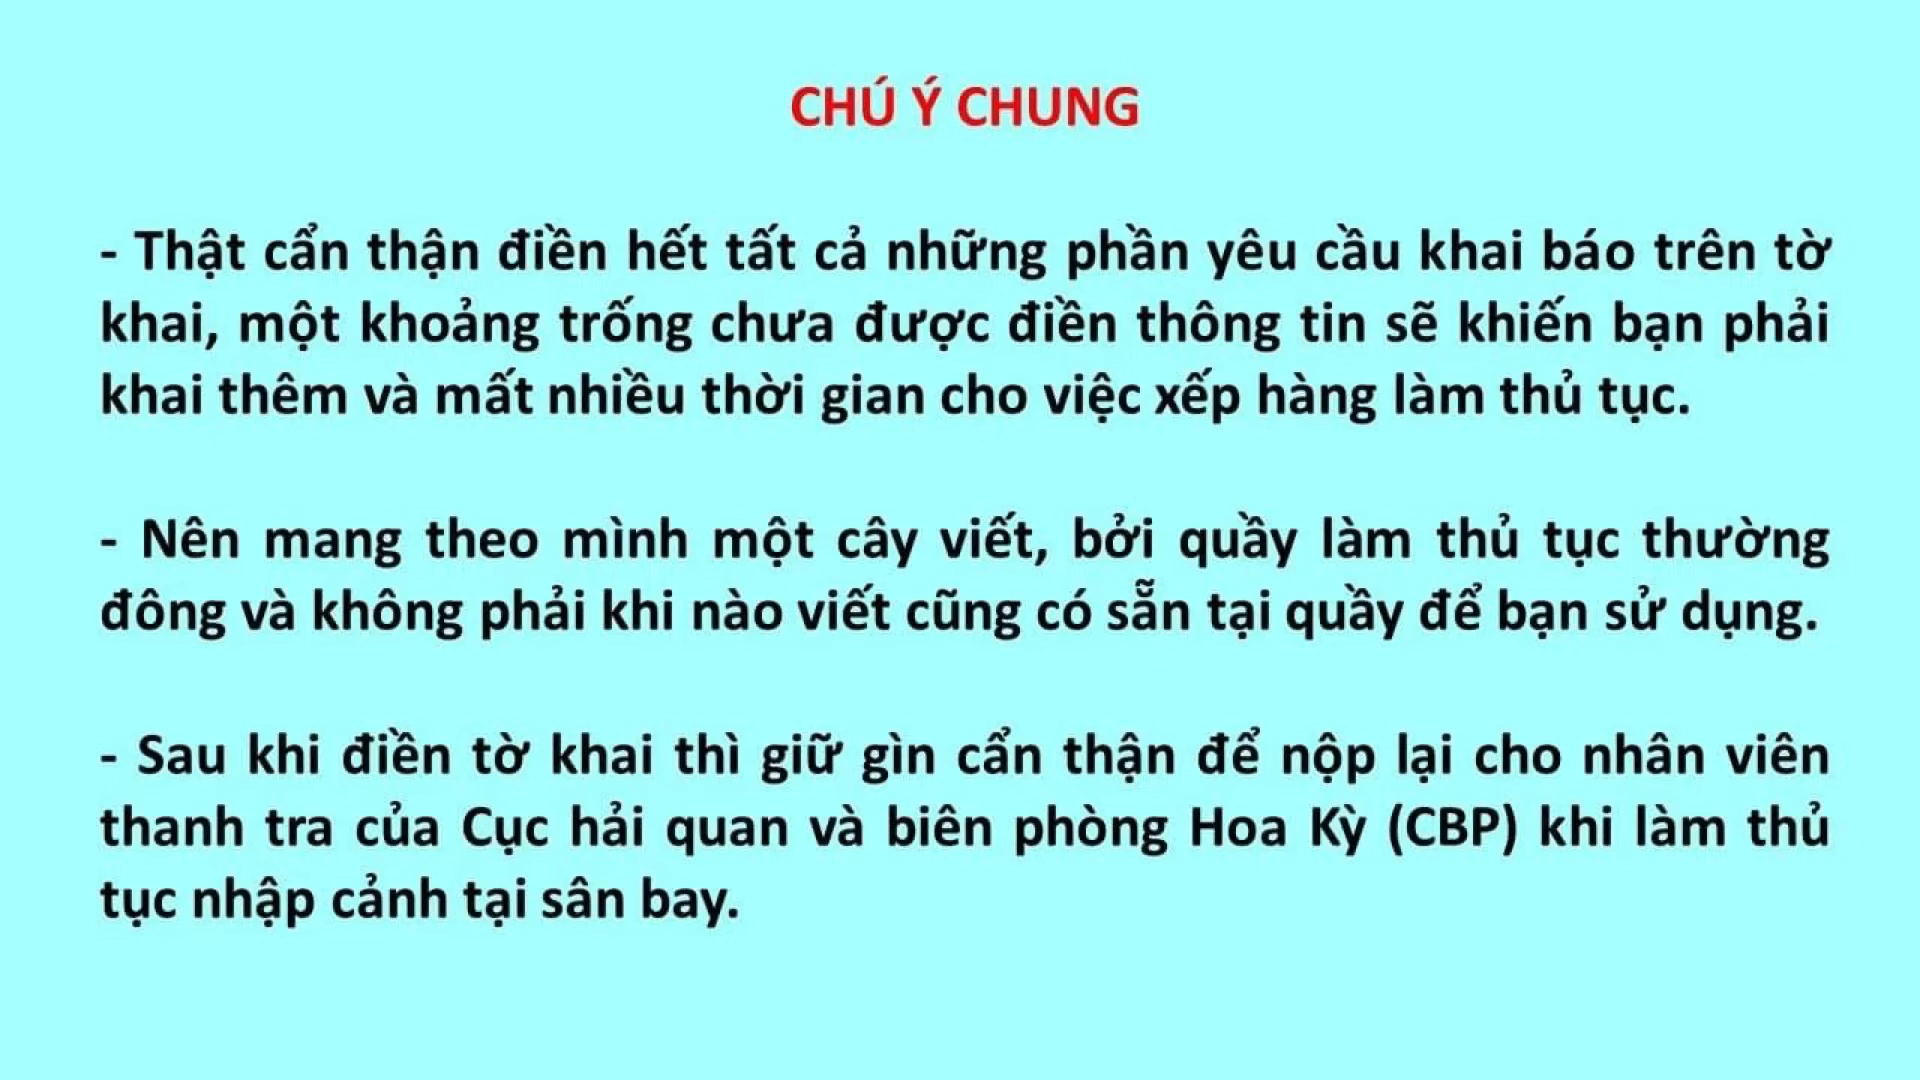 CHÚ Ý CHUNG
- Thật cẩn thận điền hết tất cả những phần yêu cầu khai báo trên tờ
khai, một khoảng trống chưa được điền thông tin sẽ khiến bạn phải
khai thêm và mất nhiều thời gian cho việc xếp hàng làm thủ tục.
- Nên mang theo mình một cây viết, bởi quầy làm thủ tục thường
đông và không phải khi nào viết cũng có sẵn tại quầy để bạn sử dụng.
- Sau khi điền tờ khai thì giữ gìn cẩn thận để nộp lại cho nhân viên
thanh tra của Cục hải quan và biên phòng Hoa Kỳ (CBP) khi làm thủ
tục nhập cảnh tại sân bay.